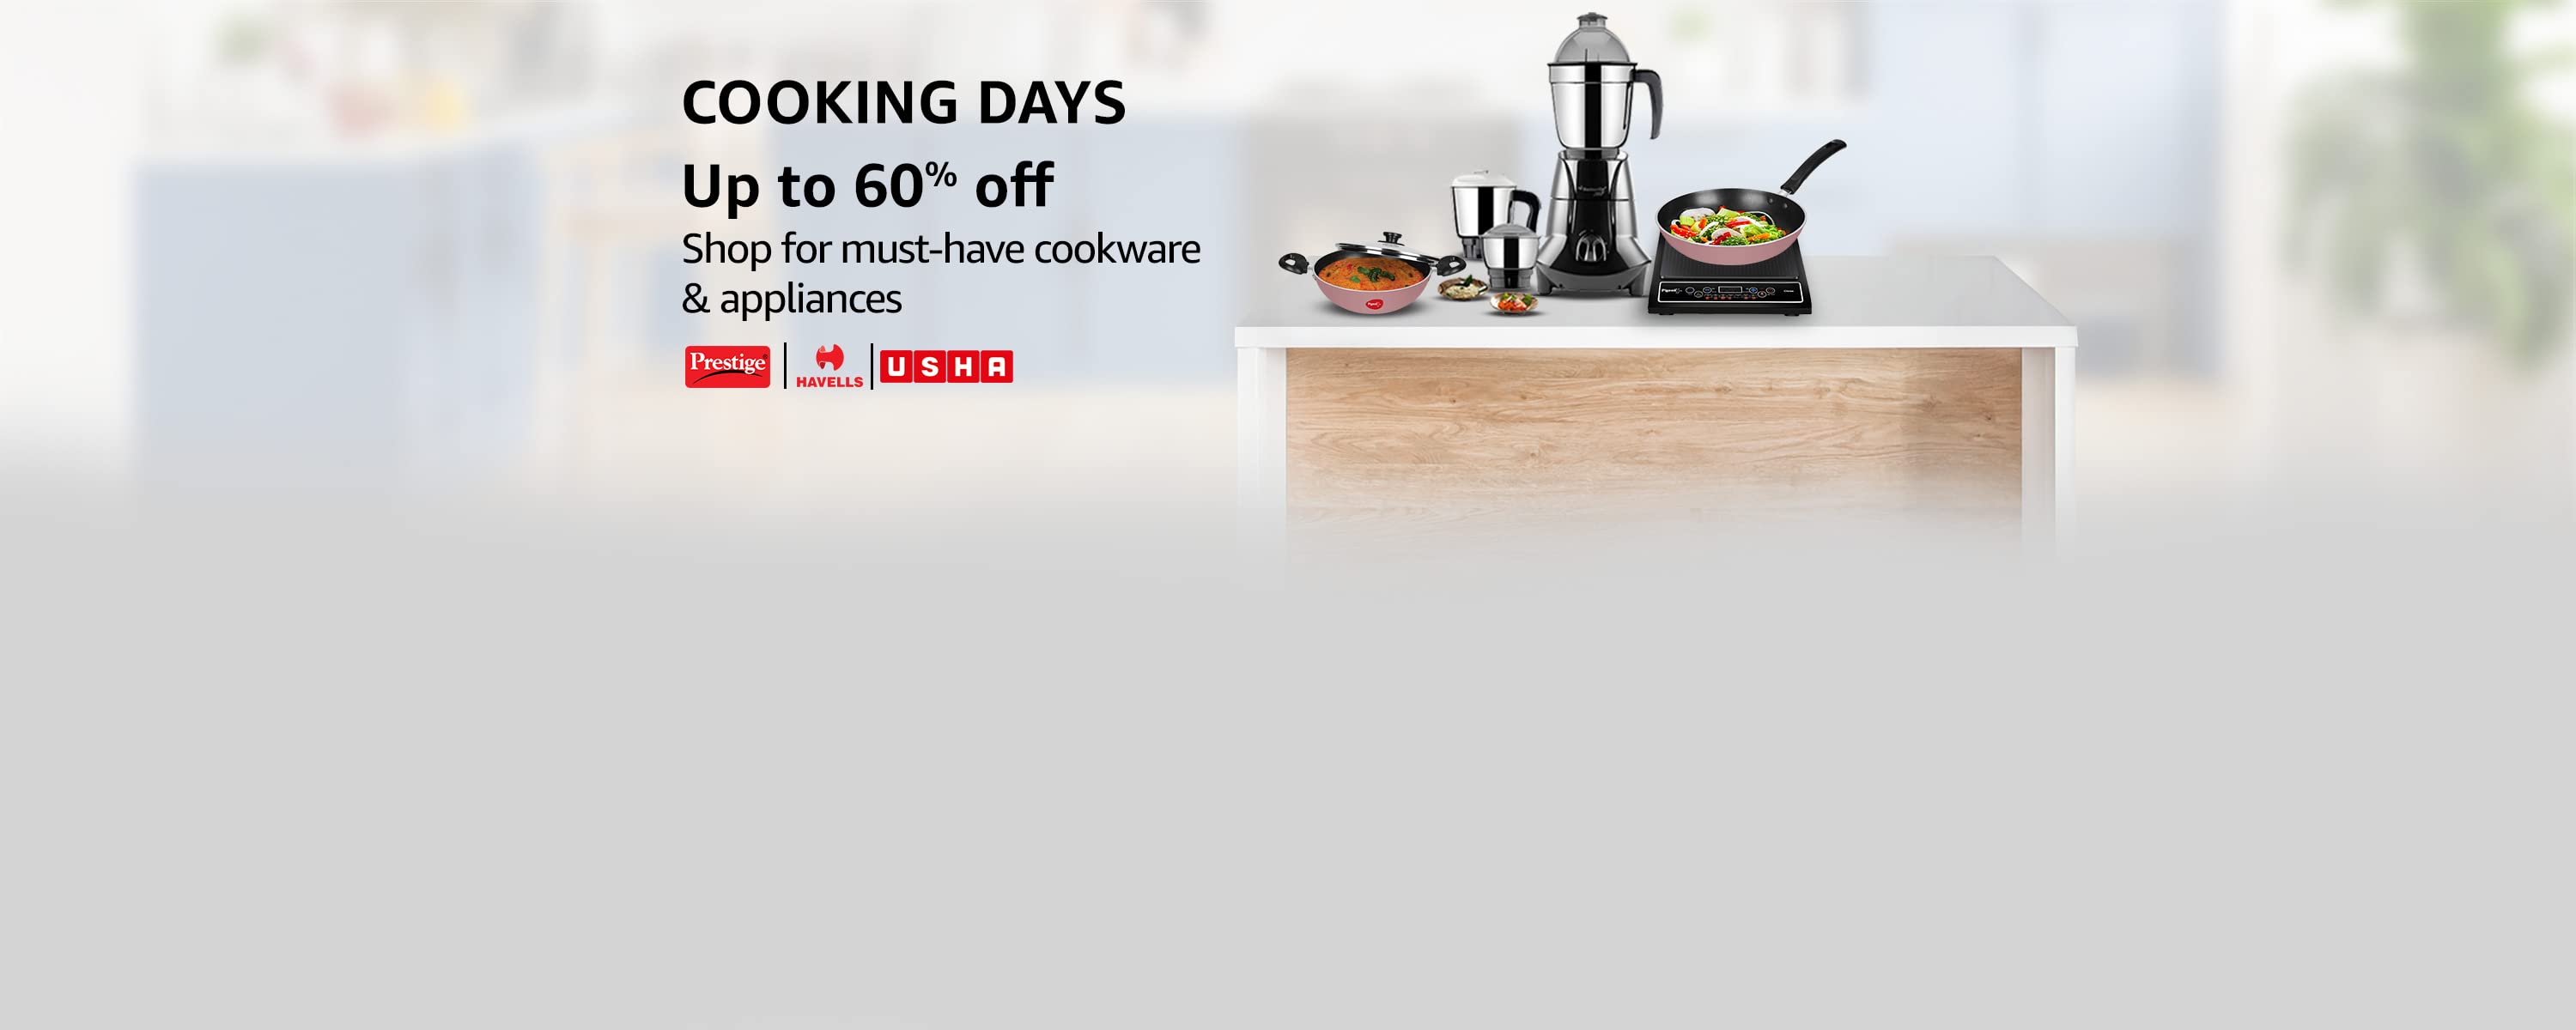 COOKING DAYS
Up to 60% off
Shop for must-have cookware
& appliances
Prestige
HAVELLS
USHA